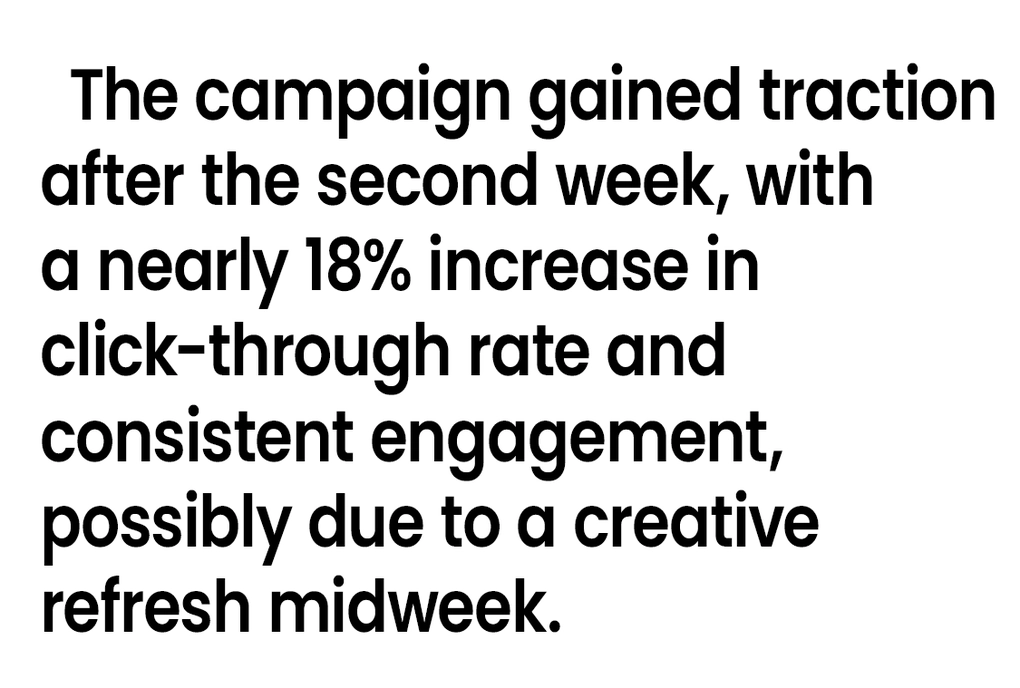 The campaign gained traction
after the second week, with
a nearly 18% increase in
click-through rate and
consistent engagement,
possibly due to a creative
refresh midweek.